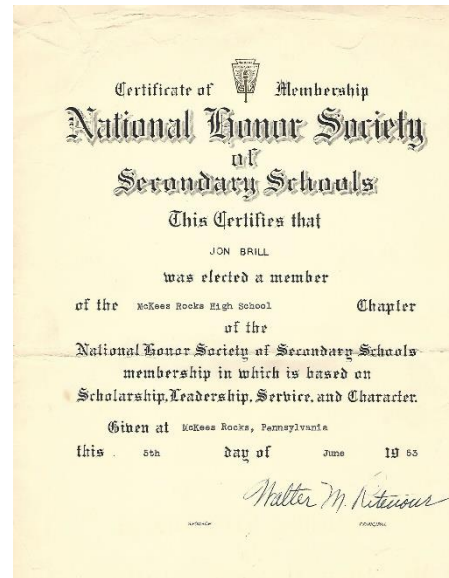 Certificate of Membership
National Honor Society
of
Secondary Schools
This Certifies that
JON BRILL
was elected a member
of the McKees Rocks High School Chapter
of the
National Honor Society of Secondary Schools
membership in which is based on
Scholarship, Leadership, Service, and Character.
Given at McKees Rocks, Pennsylvania
this 5th day of June 19 53
Walter M.
PRINCIPAL